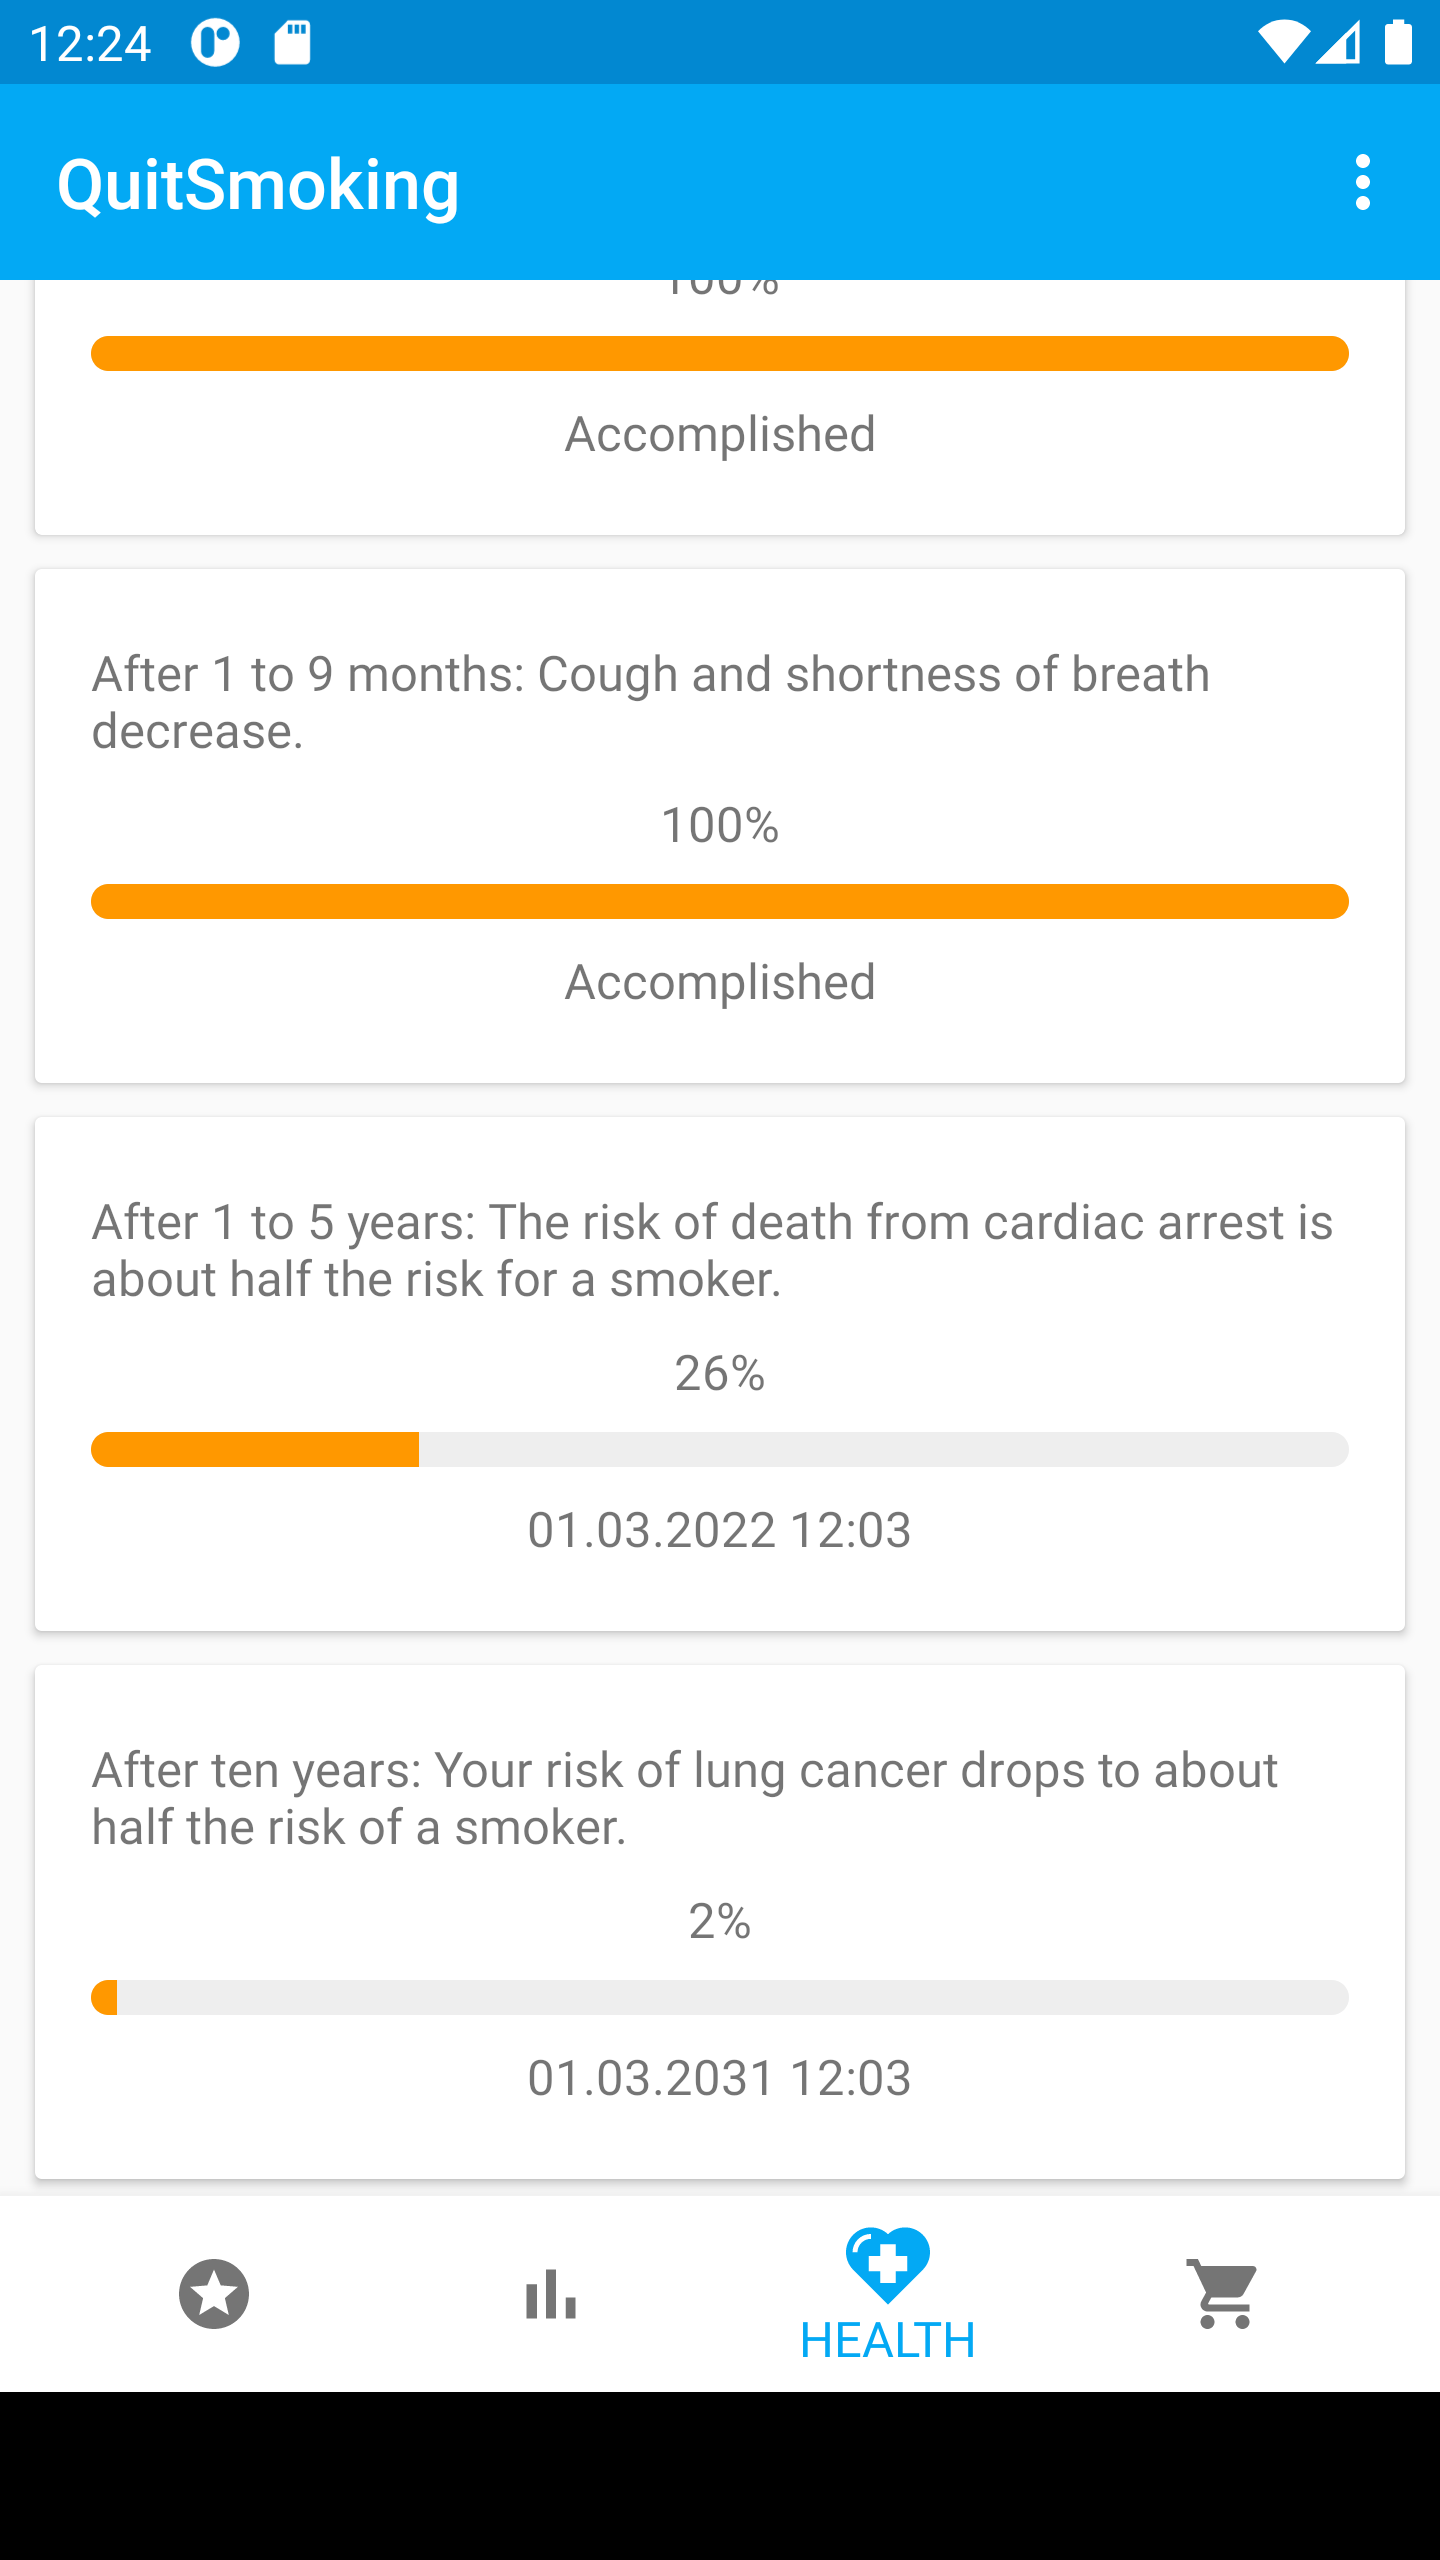 12:24
QuitSmoking
100%
Accomplished
After 1 to 9 months: Cough and shortness of breath
decrease.
100%
Accomplished
After 1 to 5 years: The risk of death from cardiac arrest is
about half the risk for a smoker.
26%
01.03.2022 12:03
After ten years: Your risk of lung cancer drops to about
half the risk of a smoker.
2%
01.03.2031 12:03
HEALTH